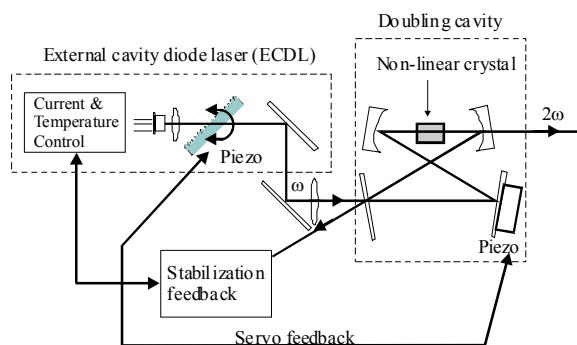 Doubling cavity
External cavity diode laser (ECDL)
Non-linear crystal
Current &
Temperature
Control
Piezo
2ω
ω
Stabilization
feedback
Piezo
Servo feedback